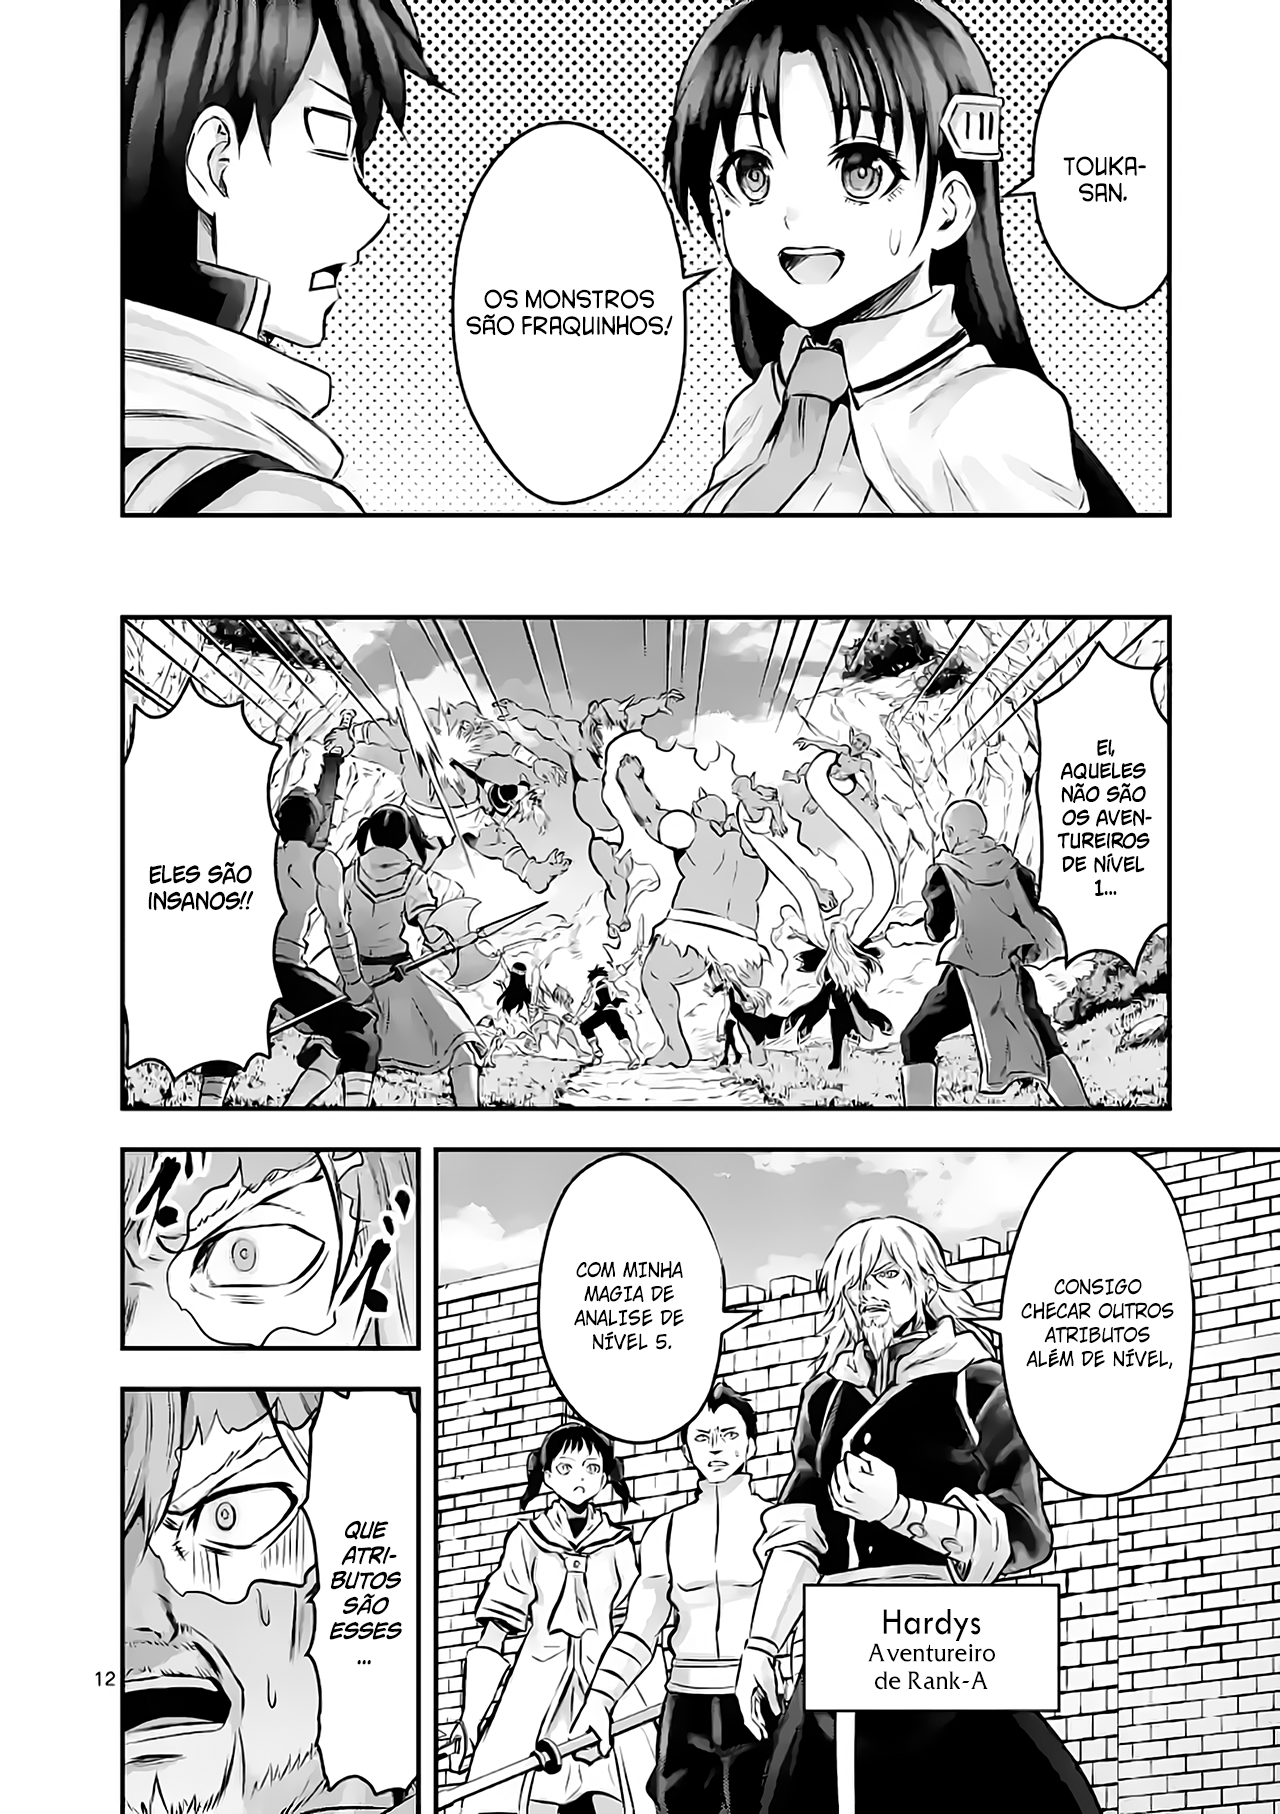 TOUKA-
SAN.
OS MONSTROS
SÃO FRAQUINHOS!
EI,
AQUELES
NÃO SÃO
OS AVEN-
TUREIROS
DE NÍVEL
1...
ELES SÃO
INSANOS!!
CONSIGO
CHECAR OUTROS
ATRIBUTOS
ALÉM DE NÍVEL,
COM MINHA
MAGIA DE
ANALISE DE
NÍVEL 5.
Hardys
Aventureiro
de Rank-A
QUE
ATRI-
BUTOS
SÃO
ESSES
...
12